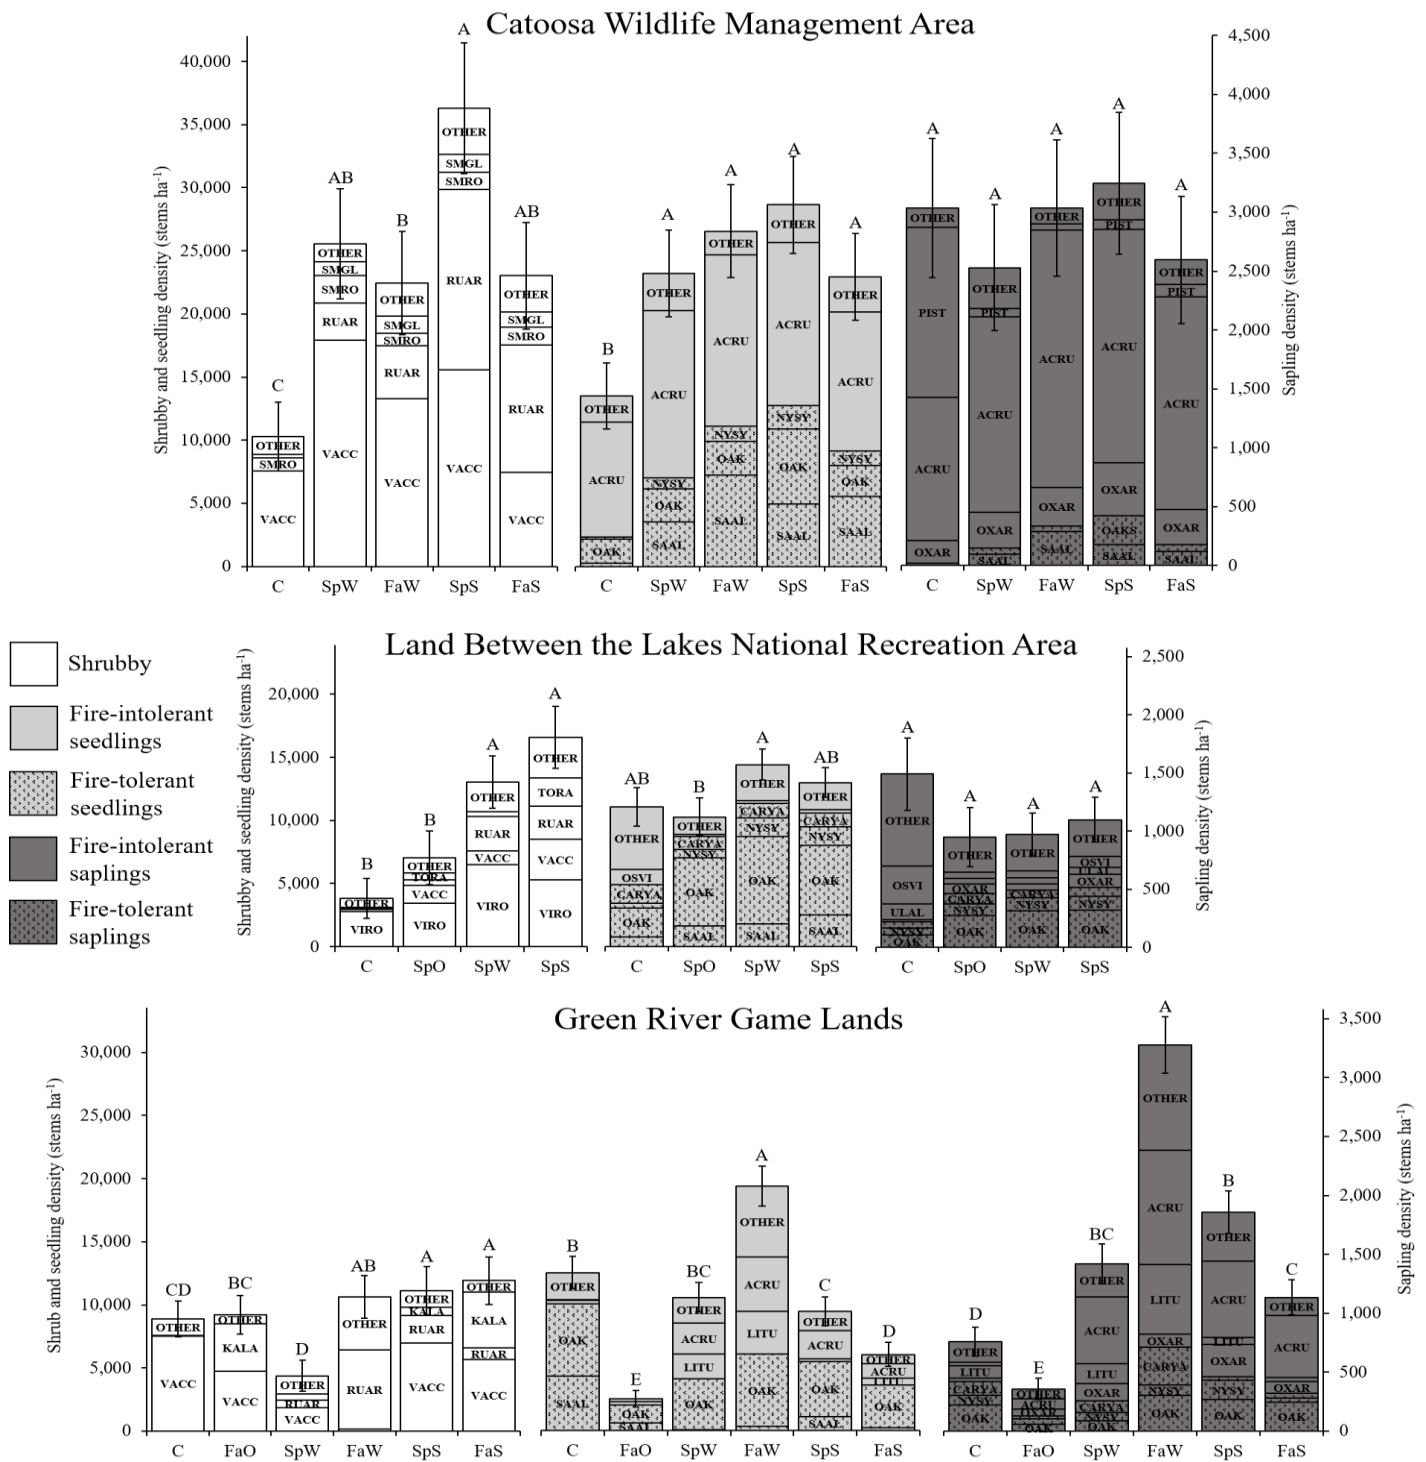 Catoosa Wildlife Management Area
Shrubby and seedling density (stems ha-1)
40,000
35,000
30,000
25,000
20,000
15,000
10,000
5,000
0
C
OTHER
SMRO
VACC
C
AB
OTHER
SMGL
SMRO
RUAR
VACC
SpW
B
OTHER
SMGL
SMRO
RUAR
VACC
FaW
A
OTHER
SMGL
SMRO
RUAR
VACC
SpS
AB
OTHER
SMGL
SMRO
RUAR
VACC
FaS
B
OTHER
ACRU
OAK
C
A
OTHER
ACRU
NYSY
OAK
SAAL
SpW
A
OTHER
ACRU
NYSY
OAK
SAAL
FaW
A
OTHER
ACRU
NYSY
OAK
SAAL
SpS
A
OTHER
ACRU
NYSY
OAK
SAAL
FaS
A
OTHER
PIST
ACRU
OXAR
C
A
OTHER
PIST
ACRU
OXAR
SAAL
SpW
A
OTHER
ACRU
OXAR
SAAL
FaW
A
OTHER
PIST
ACRU
OXAR
OAKS
SAAL
SpS
A
OTHER
PIST
ACRU
OXAR
SAAL
FaS
4,500
4,000
3,500
3,000
2,500
2,000
1,500
1,000
500
0
Sapling density (stems ha-1)
Shrubby
Fire-intolerant
seedlings
Fire-tolerant
seedlings
Fire-intolerant
saplings
Fire-tolerant
saplings
Land Between the Lakes National Recreation Area
Shrubby and seedling density (stems ha-1)
20,000
15,000
10,000
5,000
0
B
OTHER
VIRO
C
B
OTHER
TORA
VACC
VIRO
SpO
A
OTHER
RUAR
VACC
VIRO
SpW
A
OTHER
TORA
RUAR
VACC
VIRO
SpS
AB
OTHER
OSVI
CARYA
OAK
C
B
OTHER
CARYA
NYSY
OAK
SAAL
SpO
A
OTHER
CARYA
NYSY
OAK
SAAL
SpW
AB
OTHER
CARYA
NYSY
OAK
SAAL
SpS
A
OTHER
OSVI
ULAL
NYSY
OAK
C
A
OTHER
OXAR
CARYA
NYSY
OAK
SpO
A
OTHER
CARYA
NYSY
OAK
SpW
A
OTHER
OSVI
ULAL
OXAR
NYSY
OAK
SpS
2,500
2,000
1,500
1,000
500
0
Sapling density (stems ha-1)
Green River Game Lands
Shrub and seedling density (stems ha-1)
30,000
25,000
20,000
15,000
10,000
5,000
0
CD
OTHER
VACC
C
BC
OTHER
KALA
VACC
FaO
D
OTHER
RUAR
VACC
SpW
AB
OTHER
RUAR
FaW
A
OTHER
KALA
RUAR
VACC
SpS
A
OTHER
KALA
RUAR
VACC
FaS
B
OTHER
OAK
SAAL
C
E
OAK
SAAL
FaO
BC
OTHER
ACRU
LITU
OAK
SpW
A
OTHER
ACRU
LITU
OAK
FaW
C
OTHER
ACRU
OAK
SAAL
SpS
D
OTHER
ACRU
LITU
OAK
FaS
D
OTHER
LITU
CARYA
NYSY
OAK
C
E
OTHER
ACRU
OXAR
OAK
FaO
BC
OTHER
ACRU
LITU
OXAR
CARYA
NYSY
OAK
SpW
A
OTHER
ACRU
LITU
OXAR
CARYA
NYSY
OAK
FaW
B
OTHER
ACRU
LITU
OXAR
NYSY
OAK
SpS
C
OTHER
ACRU
OXAR
OAK
FaS
3,500
3,000
2,500
2,000
1,500
1,000
500
0
Sapling density (stems ha-1)